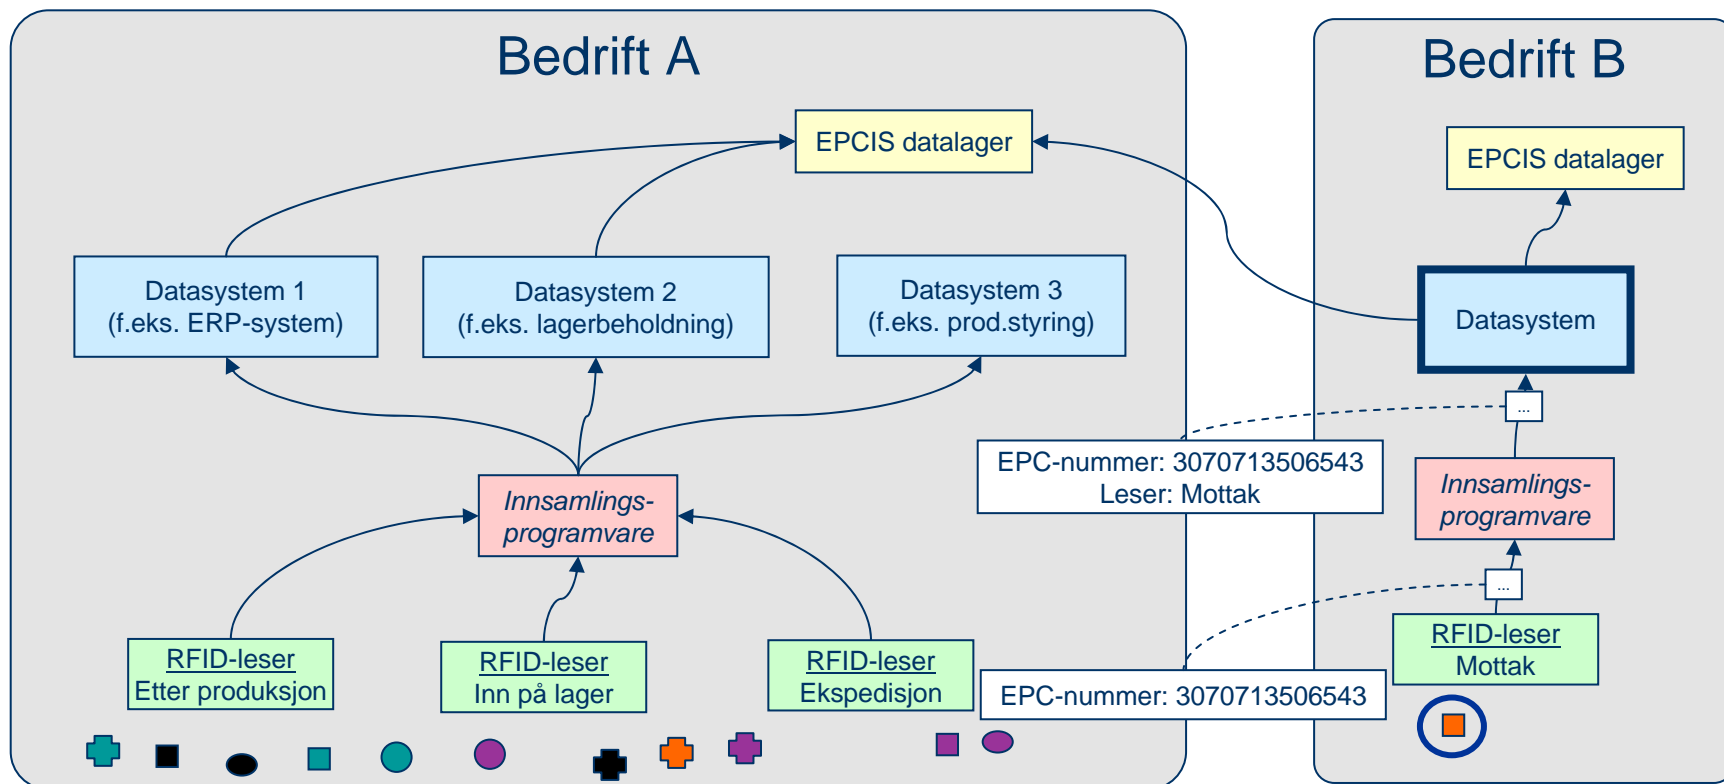 Bedrift A
Bedrift B
EPCIS datalager
EPCIS datalager
Datasystem 1
(f.eks. ERP-system)
Datasystem 2
(f.eks. lagerbeholdning)
Datasystem 3
(f.eks. prod.styring)
Datasystem
...
EPC-nummer: 3070713506543
Leser: Mottak
Innsamlings-
programvare
Innsamlings-
programvare
...
RFID-leser
Etter produksjon
RFID-leser
Inn på lager
RFID-leser
Ekspedisjon
EPC-nummer: 3070713506543
RFID-leser
Mottak